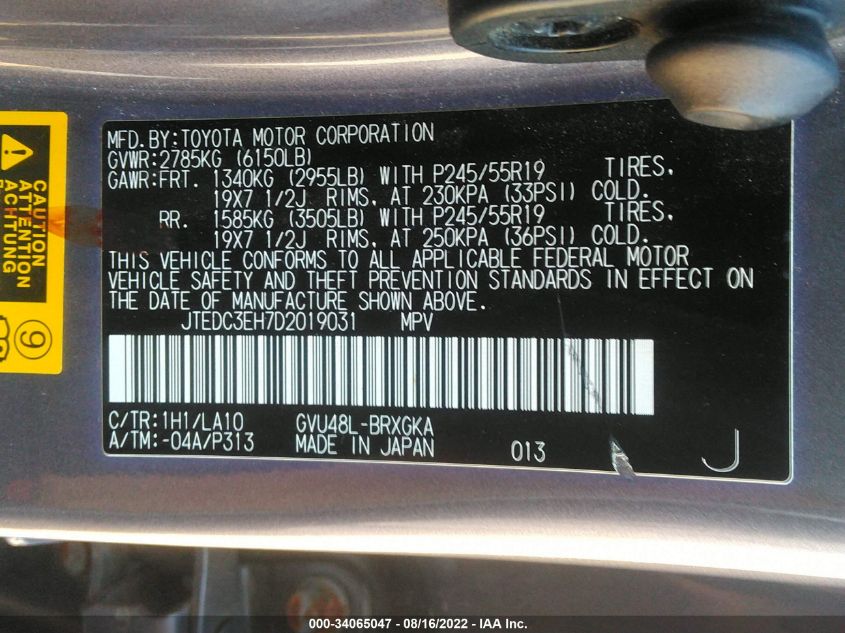 MFD.BY:TOYOTA MOTOR CORPORATION
GVWR:2785KG (6150LB)
GAWR:FRT. 1340KG (2955LB) WITH P245/55R19 TIRES,
19X7 1/2J RIMS, AT 230KPA (33PSI) COLD.
RR. 1585KG (3505LB) WITH P245/55R19 TIRES,
19X7 1/2J RIMS, AT 250KPA (36PSI) COLD.
THIS VEHICLE CONFORMS TO ALL APPLICABLE FEDERAL MOTOR
VEHICLE SAFETY AND THEFT PREVENTION STANDARDS IN EFFECT ON
THE DATE OF MANUFACTURE SHOWN ABOVE.
JTEDC3EH7D2019031 MPV
C/TR:1H1/LA10 GVU48L-BRXGKA
A/TM:-04A/P313 MADE IN JAPAN 013 J
CAUTION
ATTENTION
ACHTUNG
9
000-34065047 - 08/16/2022 - IAA Inc.